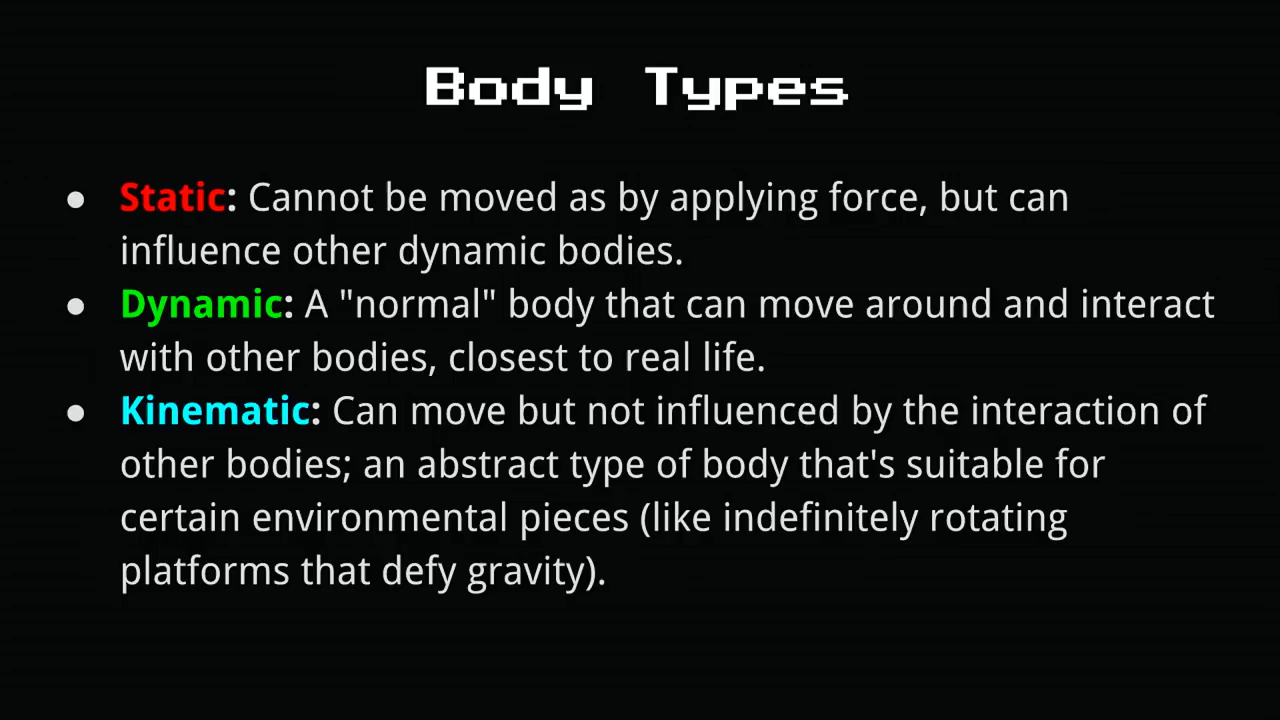 Body Types
● Static: Cannot be moved as by applying force, but can
influence other dynamic bodies.
● Dynamic: A "normal" body that can move around and interact
with other bodies, closest to real life.
● Kinematic: Can move but not influenced by the interaction of
other bodies; an abstract type of body that's suitable for
certain environmental pieces (like indefinitely rotating
platforms that defy gravity).